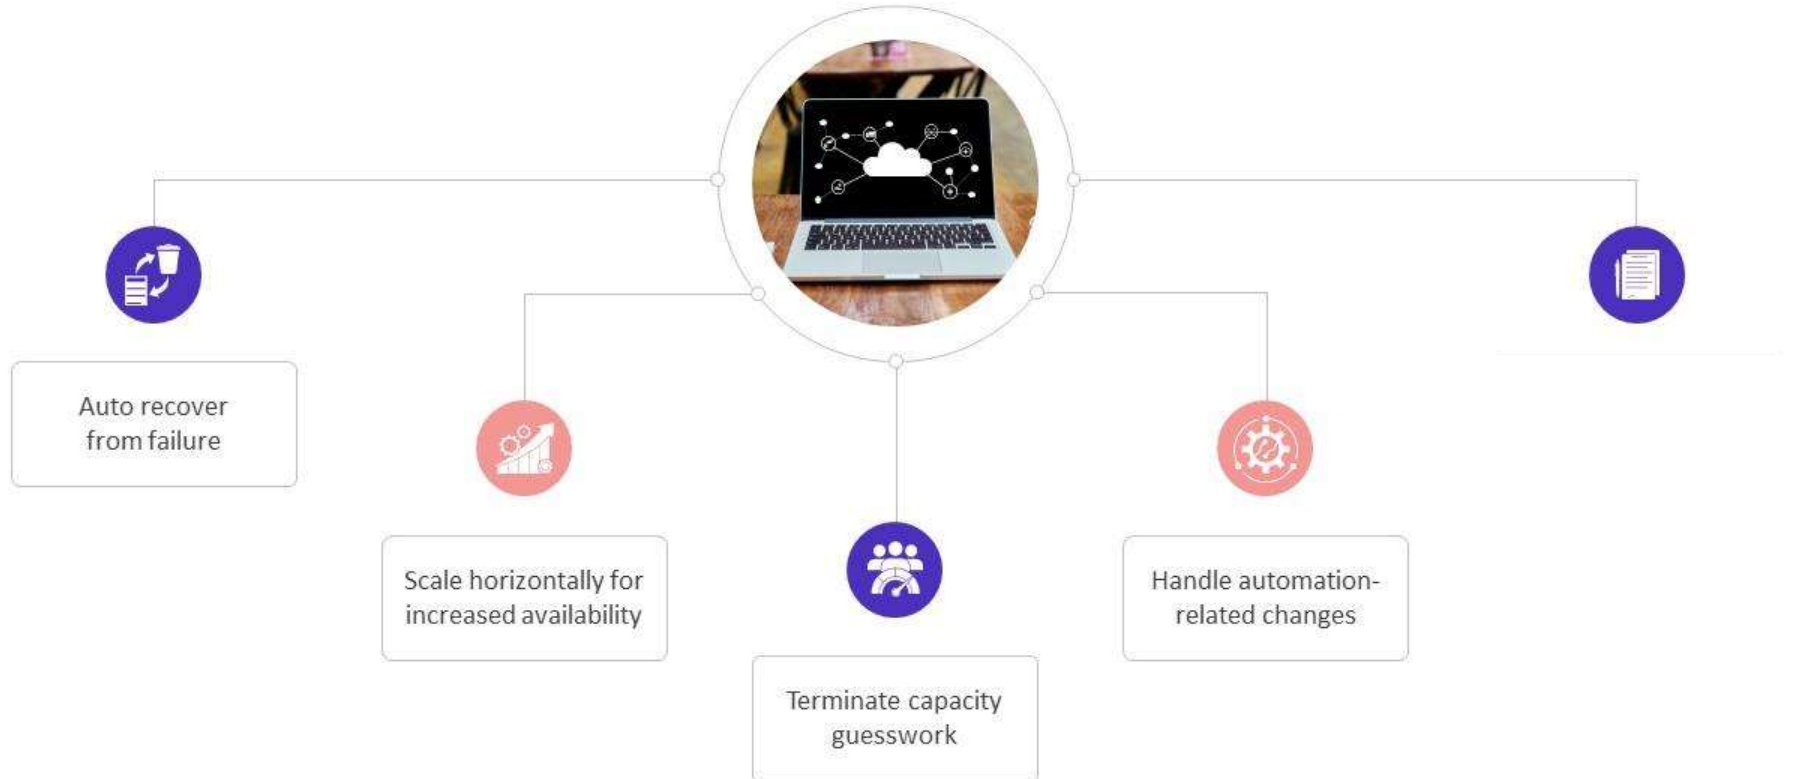 Auto recover
from failure
Scale horizontally for
increased availability
Terminate capacity
guesswork
Handle automation-
related changes